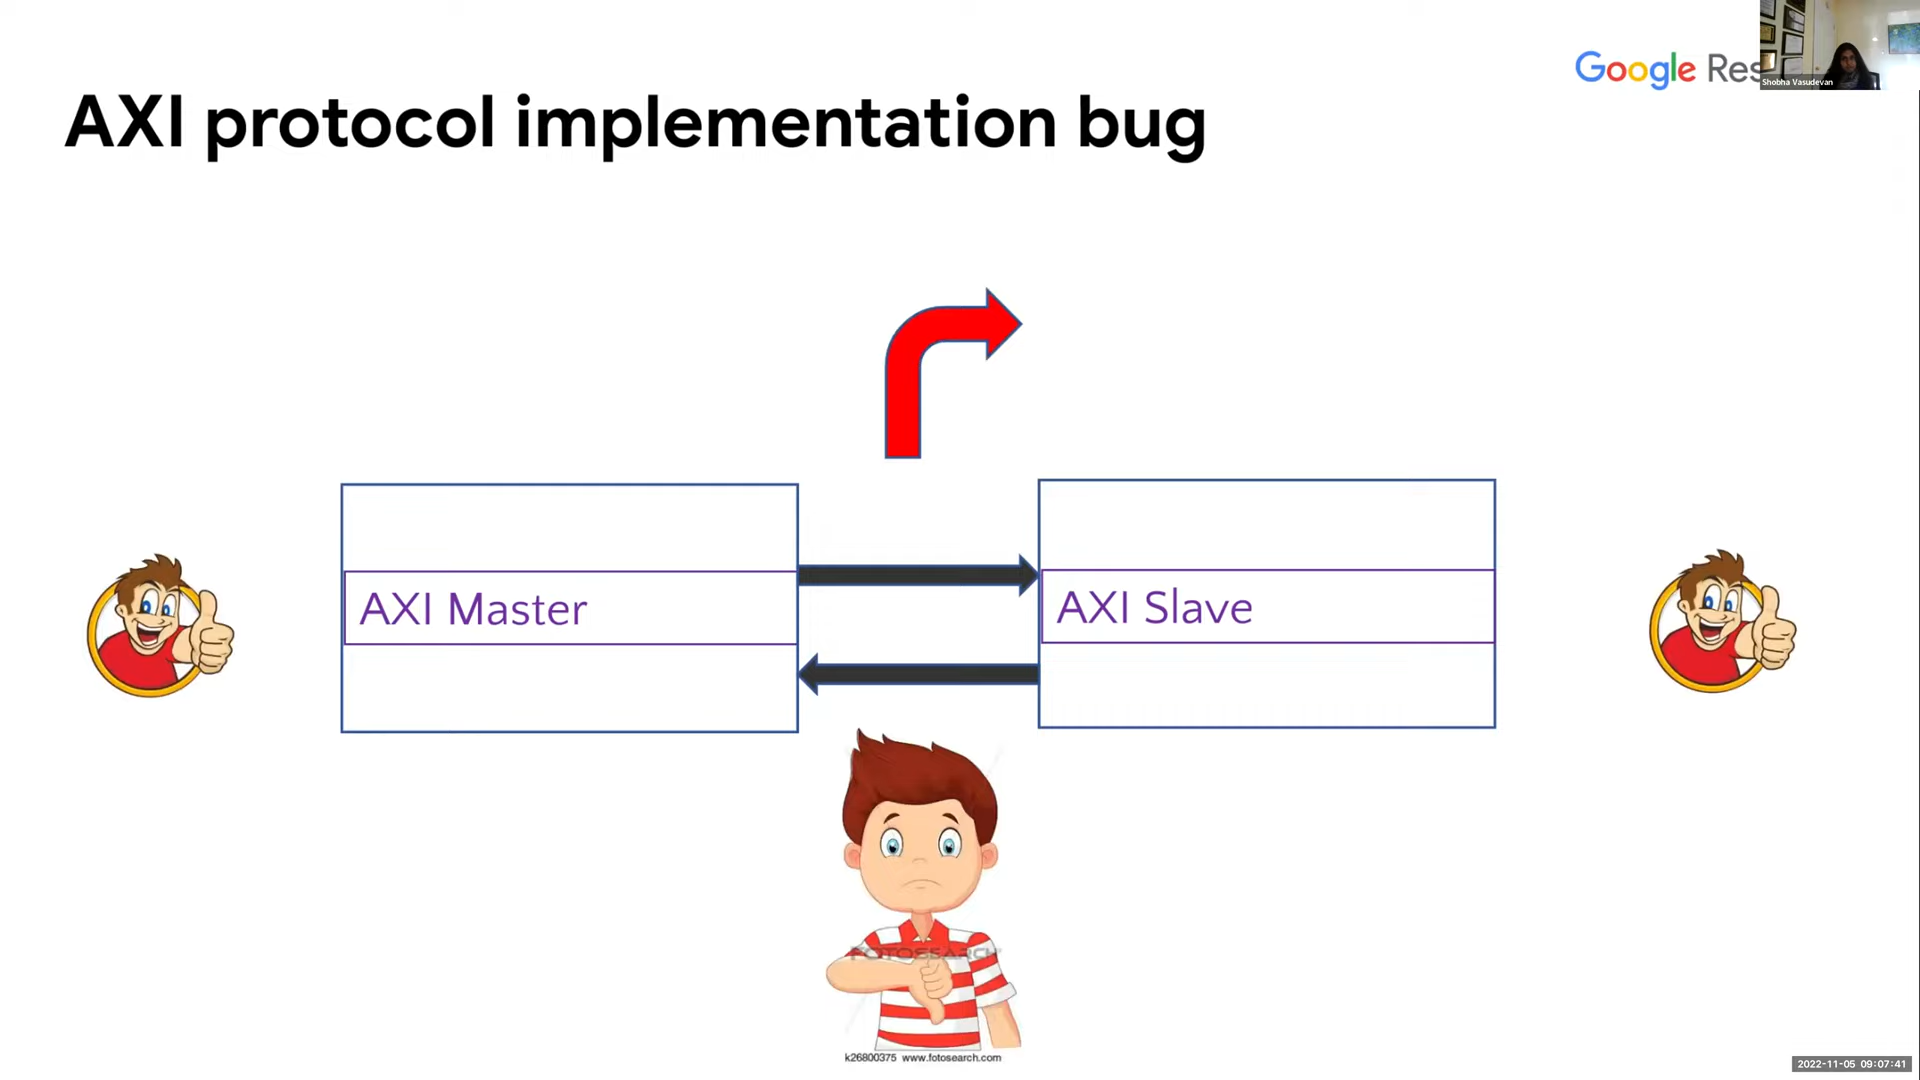 Google Res
Shobha Vasudevan
AXI protocol implementation bug
AXI Master
AXI Slave
FOTOSEARCH
k26800375 www.fotosearch.com
2022-11-05 09:07:41